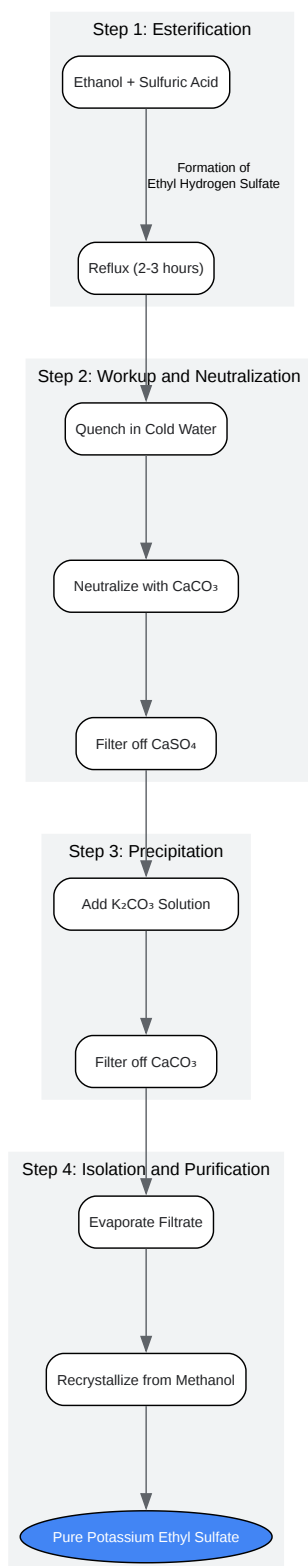 Step 1: Esterification
Ethanol + Sulfuric Acid
Formation of
Ethyl Hydrogen Sulfate
Reflux (2-3 hours)
Step 2: Workup and Neutralization
Quench in Cold Water
Neutralize with CaCO₃
Filter off CaSO₄
Step 3: Precipitation
Add K₂CO₃ Solution
Filter off CaCO₃
Step 4: Isolation and Purification
Evaporate Filtrate
Recrystallize from Methanol
Pure Potassium Ethyl Sulfate